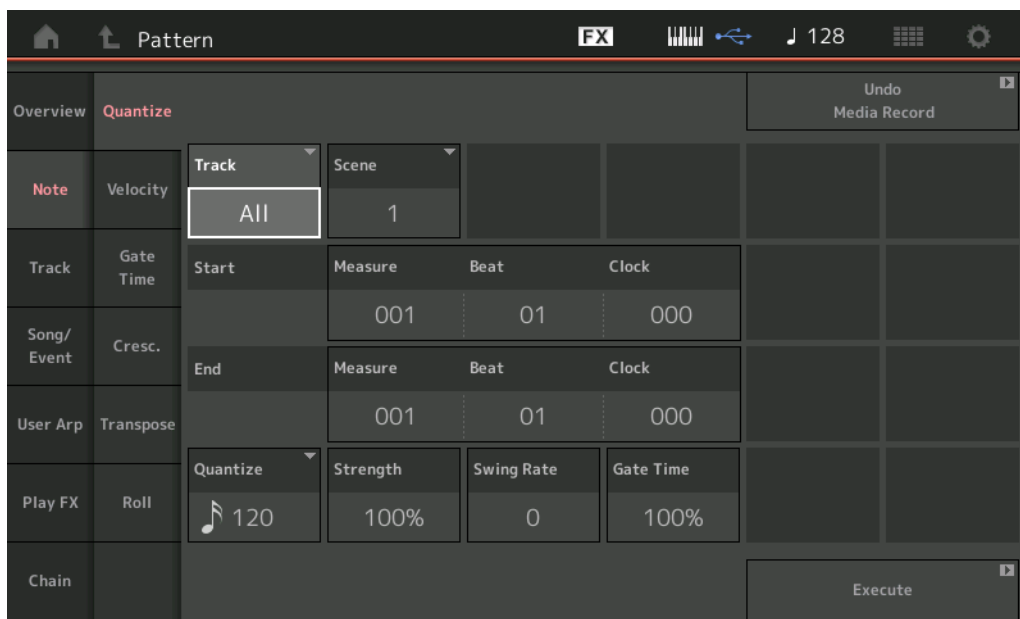 Pattern FX 128
Undo
Media Record
Overview Quantize
Track Scene
Note Velocity
All 1
Track Gate Time Start Measure Beat Clock
001 01 000
Song/
Event
Cresc.
End Measure Beat Clock
User Arp Transpose
001 01 000
Quantize Strength Swing Rate Gate Time
Play FX Roll
120 100% 0 100%
Chain
Execute